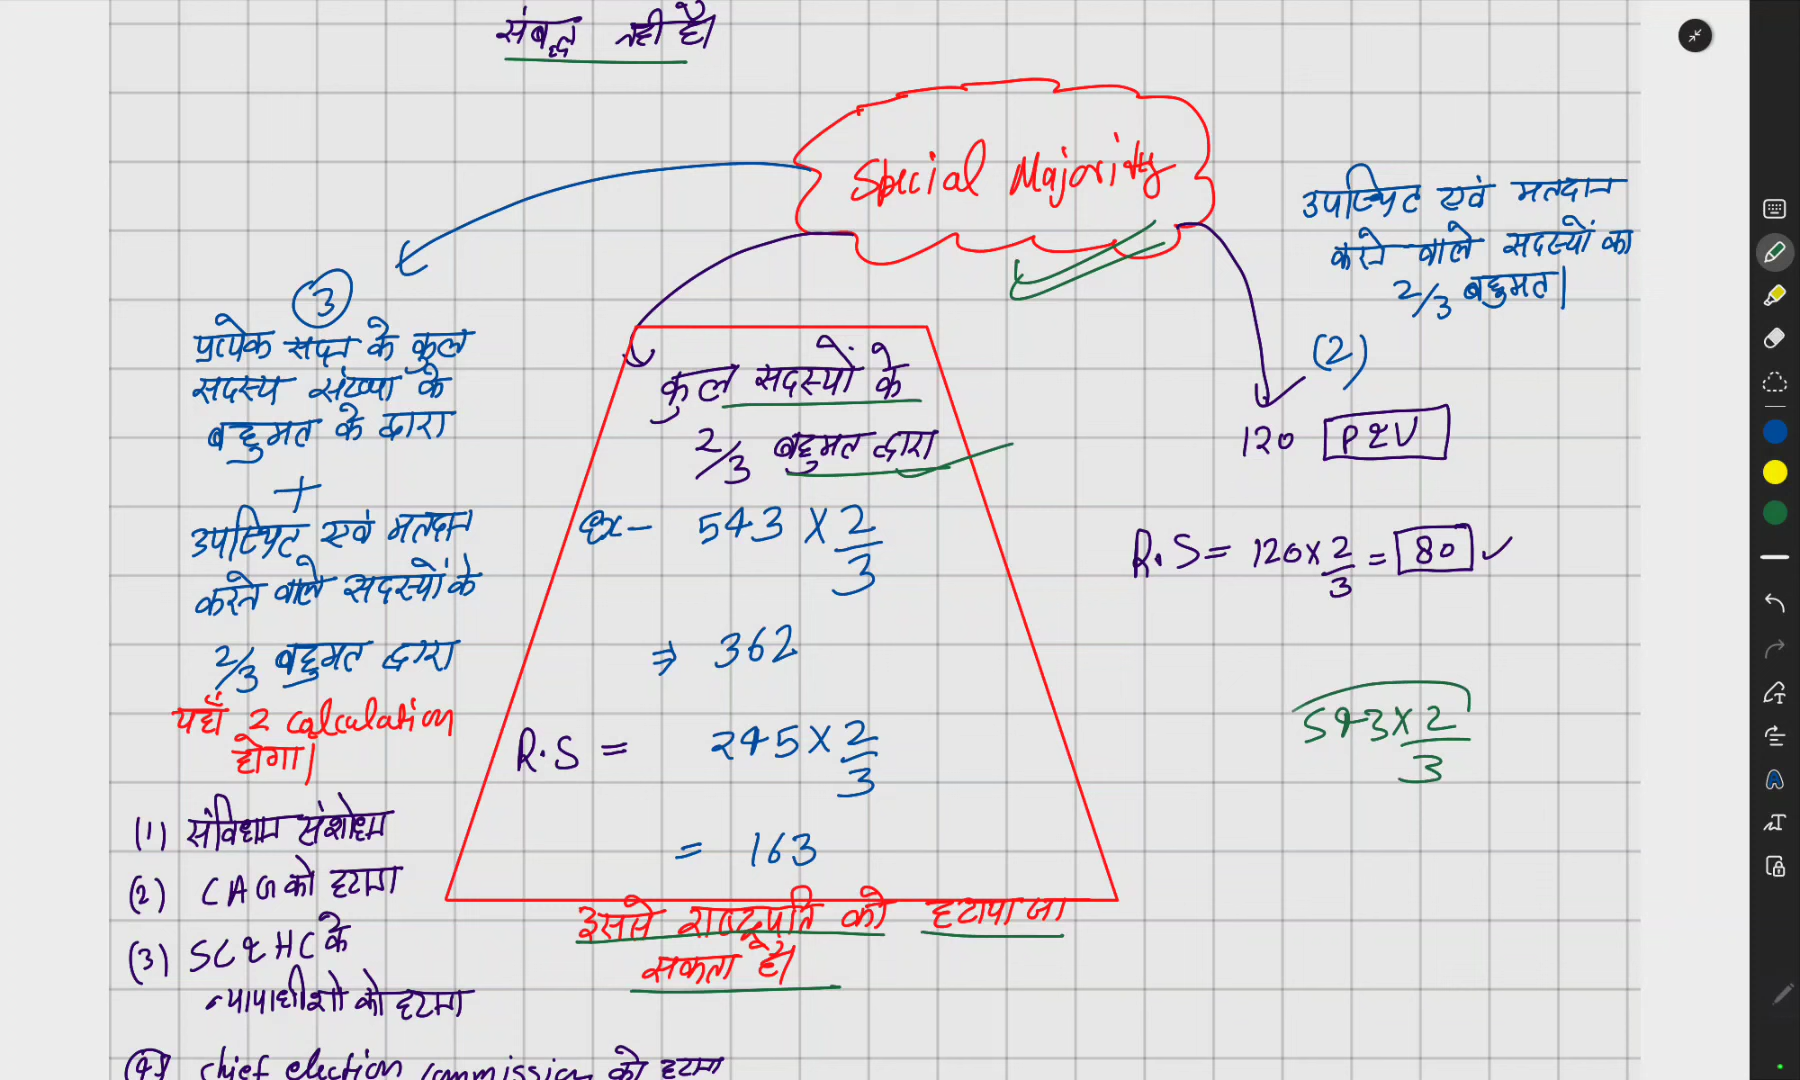 संबद्ध नहीं है।
Special Majority
उपस्थित एवं मतदान
करने वाले सदस्यों का
2/3 बहुमत।
(2)
120 P&V
R.S = 120 × 2/3 = 80 ✓
543 × 2/3
कुल सदस्यों के
2/3 बहुमत द्वारा
Ex - 543 × 2/3
⇒ 362
R.S = 245 × 2/3
= 163
इससे राष्ट्रपति को हटाया जा
सकता है।
3
प्रत्येक सदन के कुल
सदस्य संख्या के
बहुमत के द्वारा
+
उपस्थित एवं मतदान
करने वाले सदस्यों के
2/3 बहुमत द्वारा
यहाँ 2 calculation
होगा।
(1) संविधान संशोधन
(2) CAG को हटाना
(3) SC & HC के
न्यायाधीशों को हटाना
(4) chief election commission को हटाना